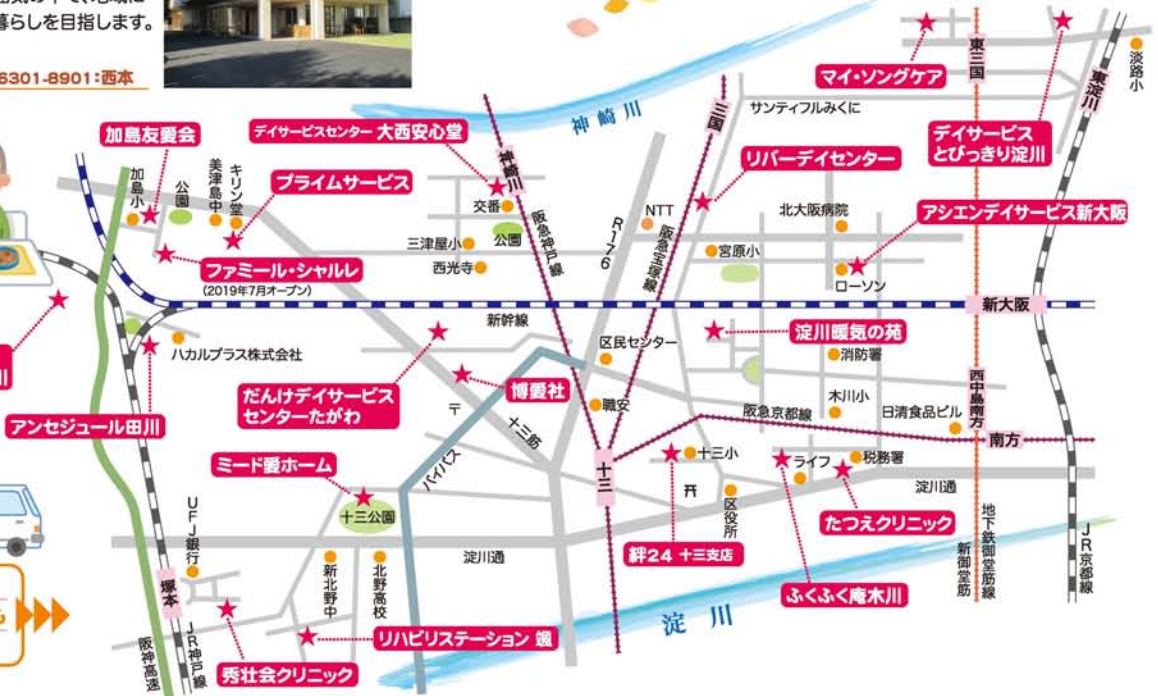 暮らしを目指します。
6301-8901：西本
神崎川
マイ・ソングケア
東三国
東淀川
淡路小
サンティフルみくに
デイサービス
とびっきり淀川
加島友愛会
デイサービスセンター 大西安心堂
神崎川
三国
リバーデイセンター
加島小
公園
美津島中
キリン堂
プライムサービス
交番
公園
三津屋小
西光寺
阪急神戸線
R176
NTT
阪急宝塚線
北大阪病院
宮原小
アシエンデイサービス新大阪
ローソン
ファミール・シャルレ
(2019年7月オープン)
新幹線
新大阪
ハカルプラス株式会社
区民センター
淀川暖気の苑
消防署
川
アンセジュール田川
だんけデイサービス
センターたがわ
〒
博愛社
十三筋
職安
木川小
阪急京都線
日清食品ビル
西中島南方
南方
ミード愛ホーム
十三公園
バイパス
十三
十三小
区役所
ライフ
税務署
淀川通
たつえクリニック
絆24 十三支店
ふくふく庵木川
地下鉄御堂筋線
新御堂筋
JR京都線
UFJ銀行
塚本
淀川通
新北野中
北野高校
淀川
阪神高速
JR神戸線
リハビリステーション 颯
秀壮会クリニック